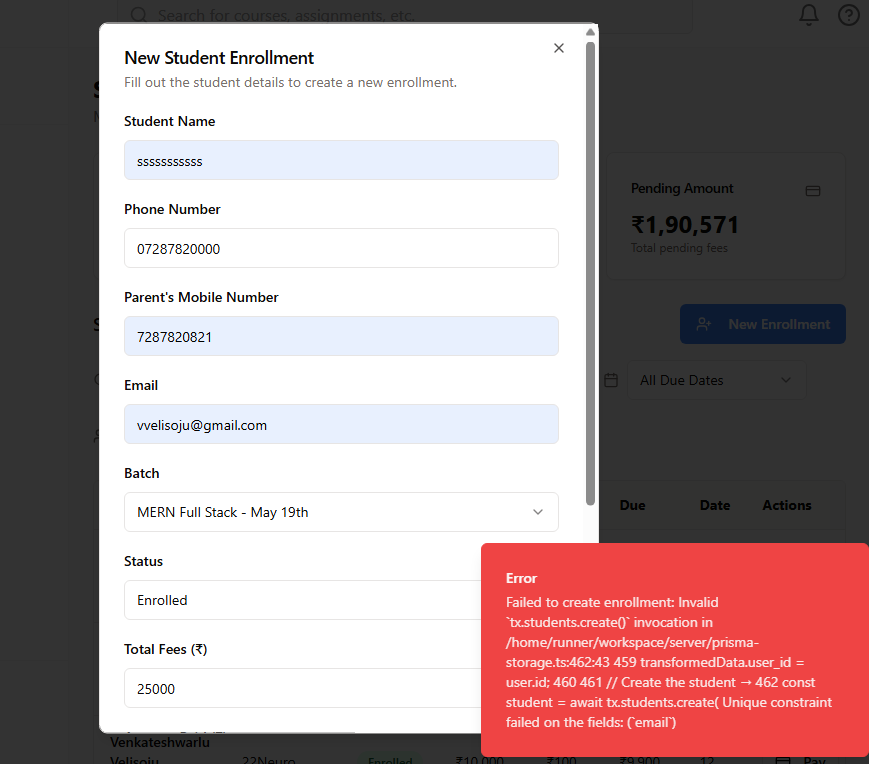 Search for courses, assignments, etc.
New Student Enrollment
Fill out the student details to create a new enrollment.
Student Name
sssssssssss
Phone Number
07287820000
Parent's Mobile Number
7287820821
Email
vvelisoju@gmail.com
Batch
MERN Full Stack - May 19th
Status
Enrolled
Total Fees (₹)
25000
Pending Amount
₹1,90,571
Total pending fees
New Enrollment
All Due Dates
Due Date Actions
Error
Failed to create enrollment: Invalid
`tx.students.create()` invocation in
/home/runner/workspace/server/prisma-
storage.ts:462:43 459 transformedData.user_id =
user.id; 460 461 // Create the student → 462 const
student = await tx.students.create( Unique constraint
failed on the fields: (`email`)
Venkateshwarlu
Velisoju 22Neuro Enrolled ₹10,000 ₹100 ₹9,900 12 Pay